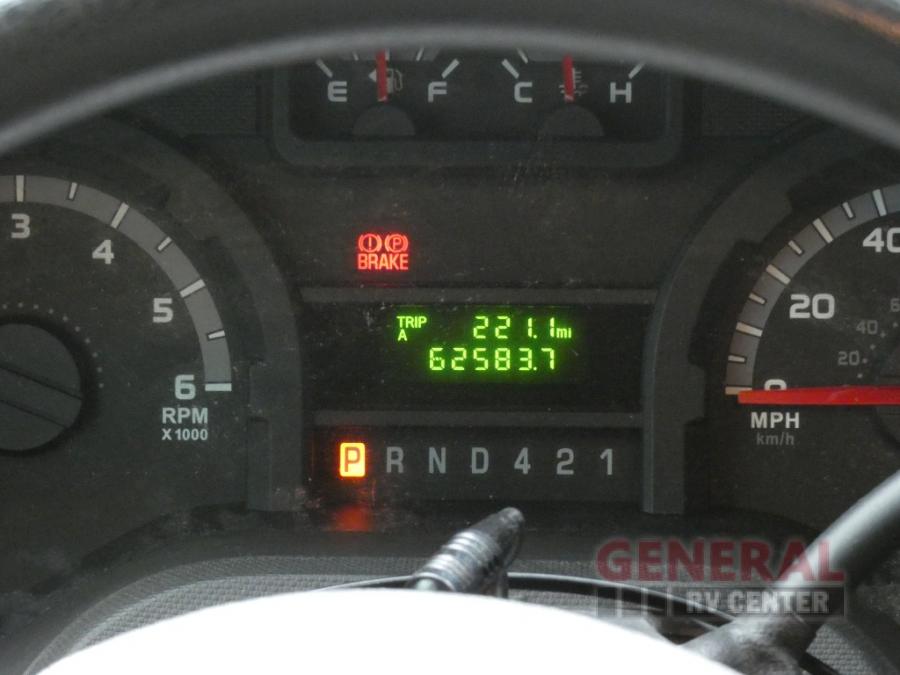 E F C H
3
4
5
6
RPM
X 1000
BRAKE
TRIP A 221.1 mi
62583.7
P R N D 4 2 1
40
20
0
40
20
MPH
km/h
GENERAL
RV CENTER